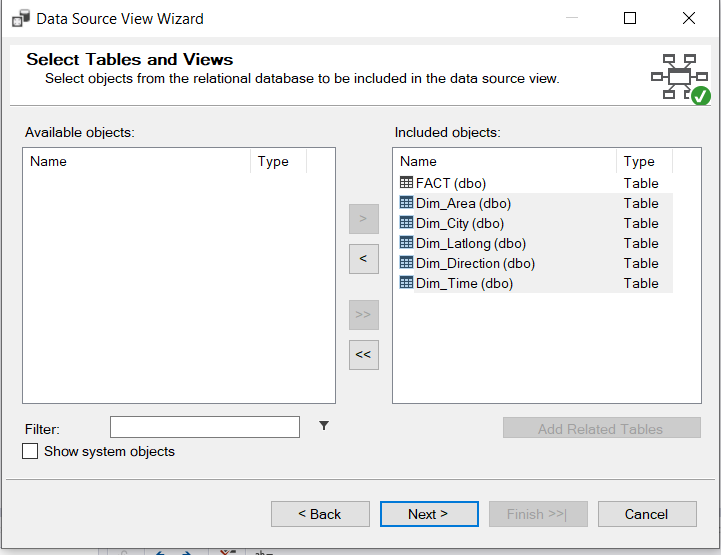 Data Source View Wizard
Select Tables and Views
Select objects from the relational database to be included in the data source view.
Available objects:
Name Type
Included objects:
Name Type
FACT (dbo) Table
Dim_Area (dbo) Table
Dim_City (dbo) Table
Dim_Latlong (dbo) Table
Dim_Direction (dbo) Table
Dim_Time (dbo) Table
>
<
>>
<<
Filter:
Add Related Tables
Show system objects
< Back Next > Finish >>| Cancel